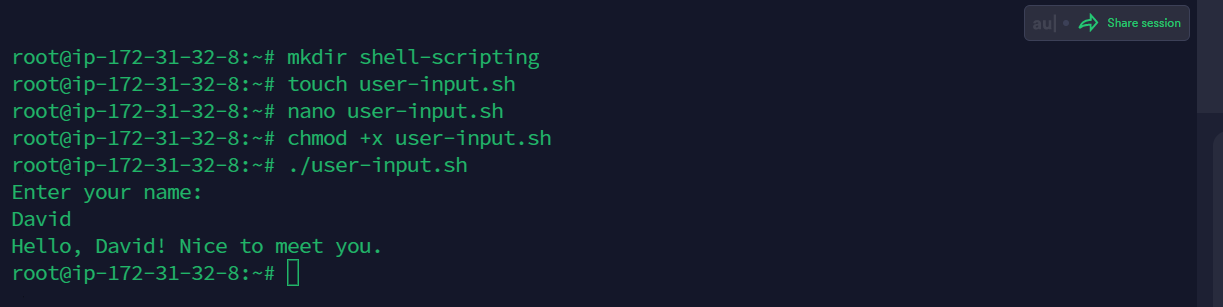 au| • Share session
root@ip-172-31-32-8:~# mkdir shell-scripting
root@ip-172-31-32-8:~# touch user-input.sh
root@ip-172-31-32-8:~# nano user-input.sh
root@ip-172-31-32-8:~# chmod +x user-input.sh
root@ip-172-31-32-8:~# ./user-input.sh
Enter your name:
David
Hello, David! Nice to meet you.
root@ip-172-31-32-8:~#